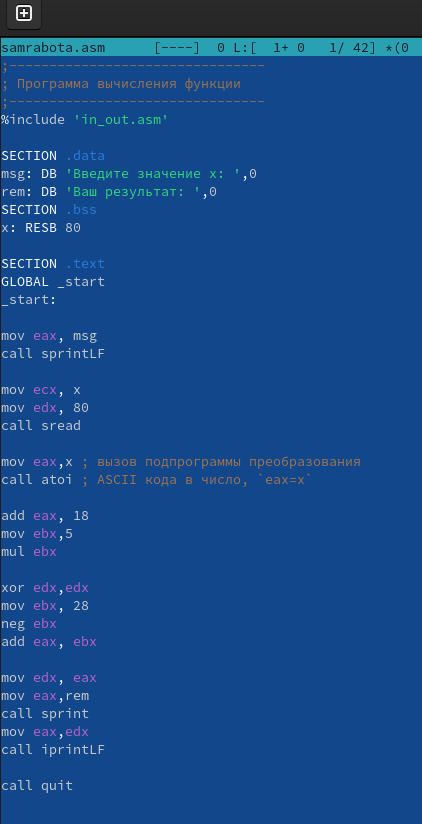 samrabota.asm      [----]  0 L:[  1+ 0   1/ 42] *(0
;--------------------------------
; Программа вычисления функции
;--------------------------------
%include 'in_out.asm'
SECTION .data
msg: DB 'Введите значение x: ',0
rem: DB 'Ваш результат: ',0
SECTION .bss
x: RESB 80
SECTION .text
GLOBAL _start
_start:
mov eax, msg
call sprintLF
mov ecx, x
mov edx, 80
call sread
mov eax,x ; вызов подпрограммы преобразования
call atoi ; ASCII кода в число, `eax=x`
add eax, 18
mov ebx,5
mul ebx
xor edx,edx
mov ebx, 28
neg ebx
add eax, ebx
mov edx, eax
mov eax,rem
call sprint
mov eax,edx
call iprintLF
call quit